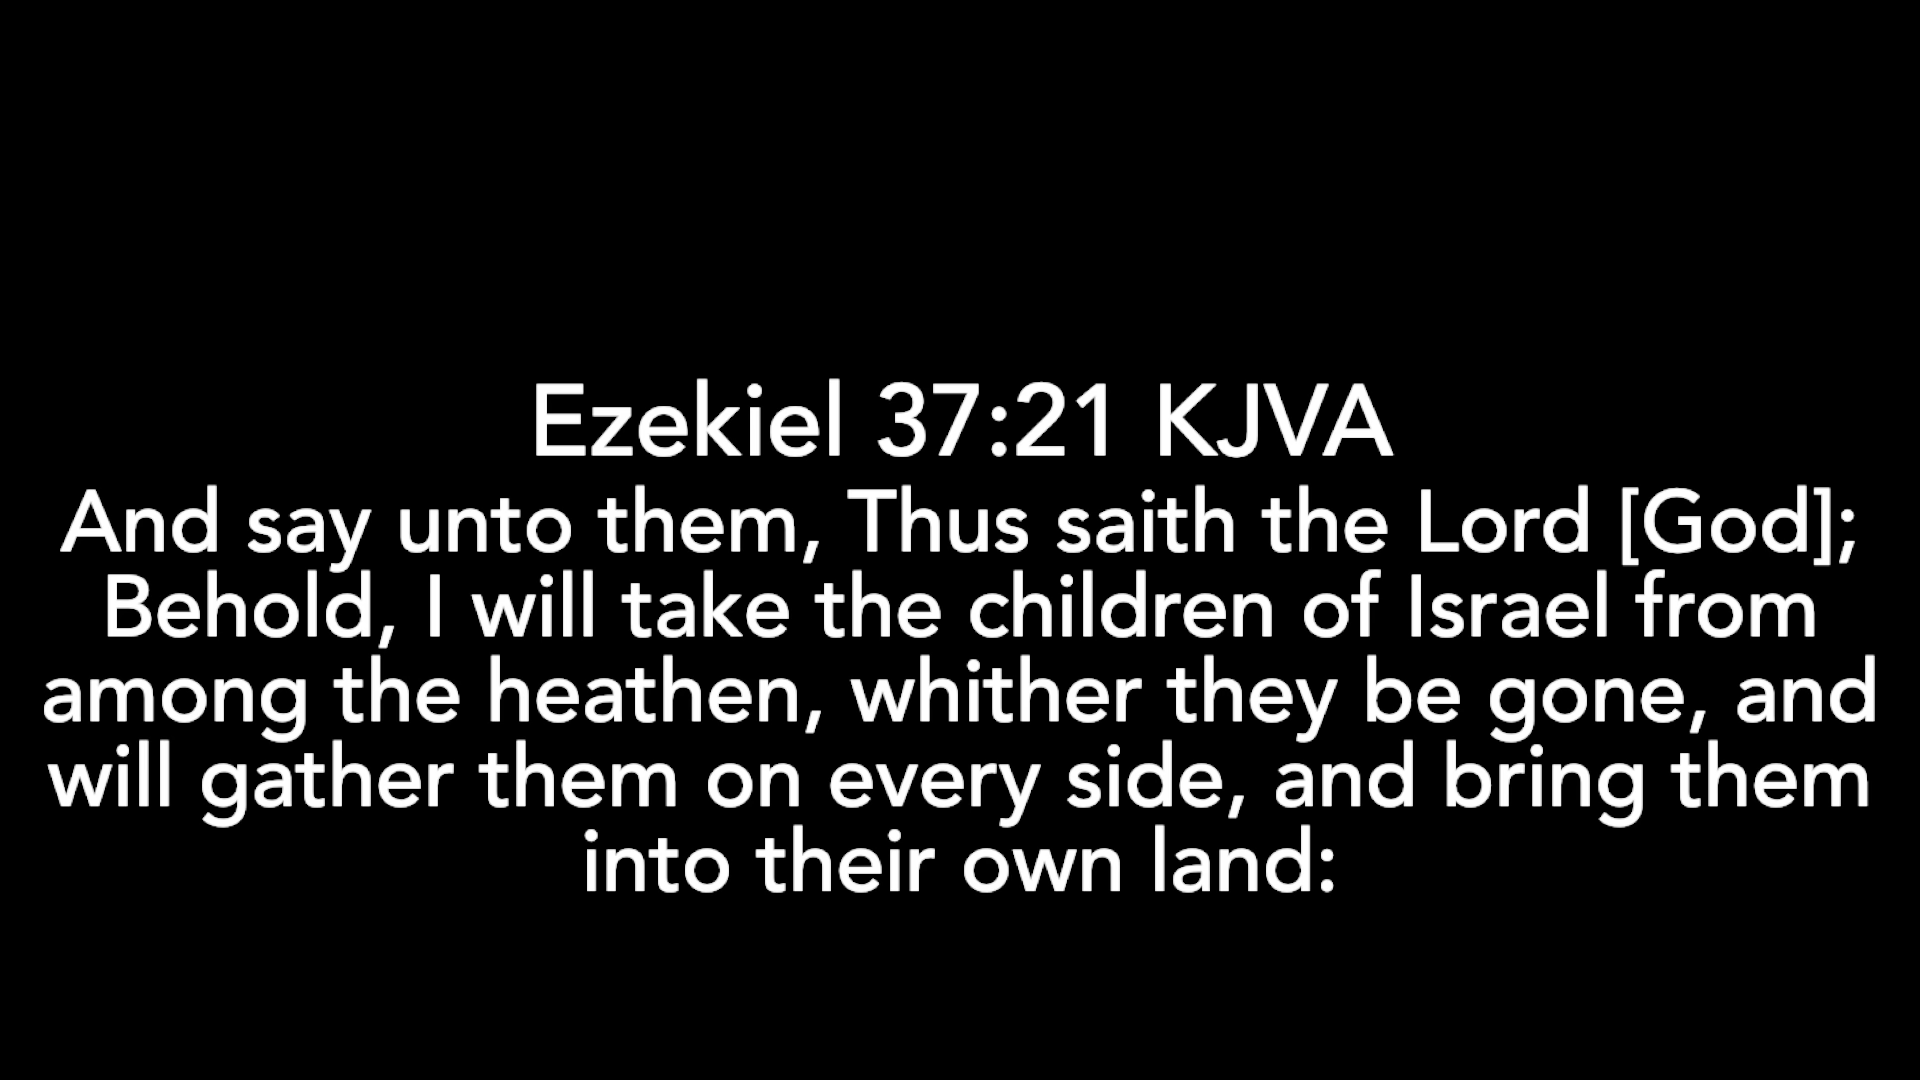 Ezekiel 37:21 KJVA
And say unto them, Thus saith the Lord [God];
Behold, I will take the children of Israel from
among the heathen, whither they be gone, and
will gather them on every side, and bring them
into their own land: